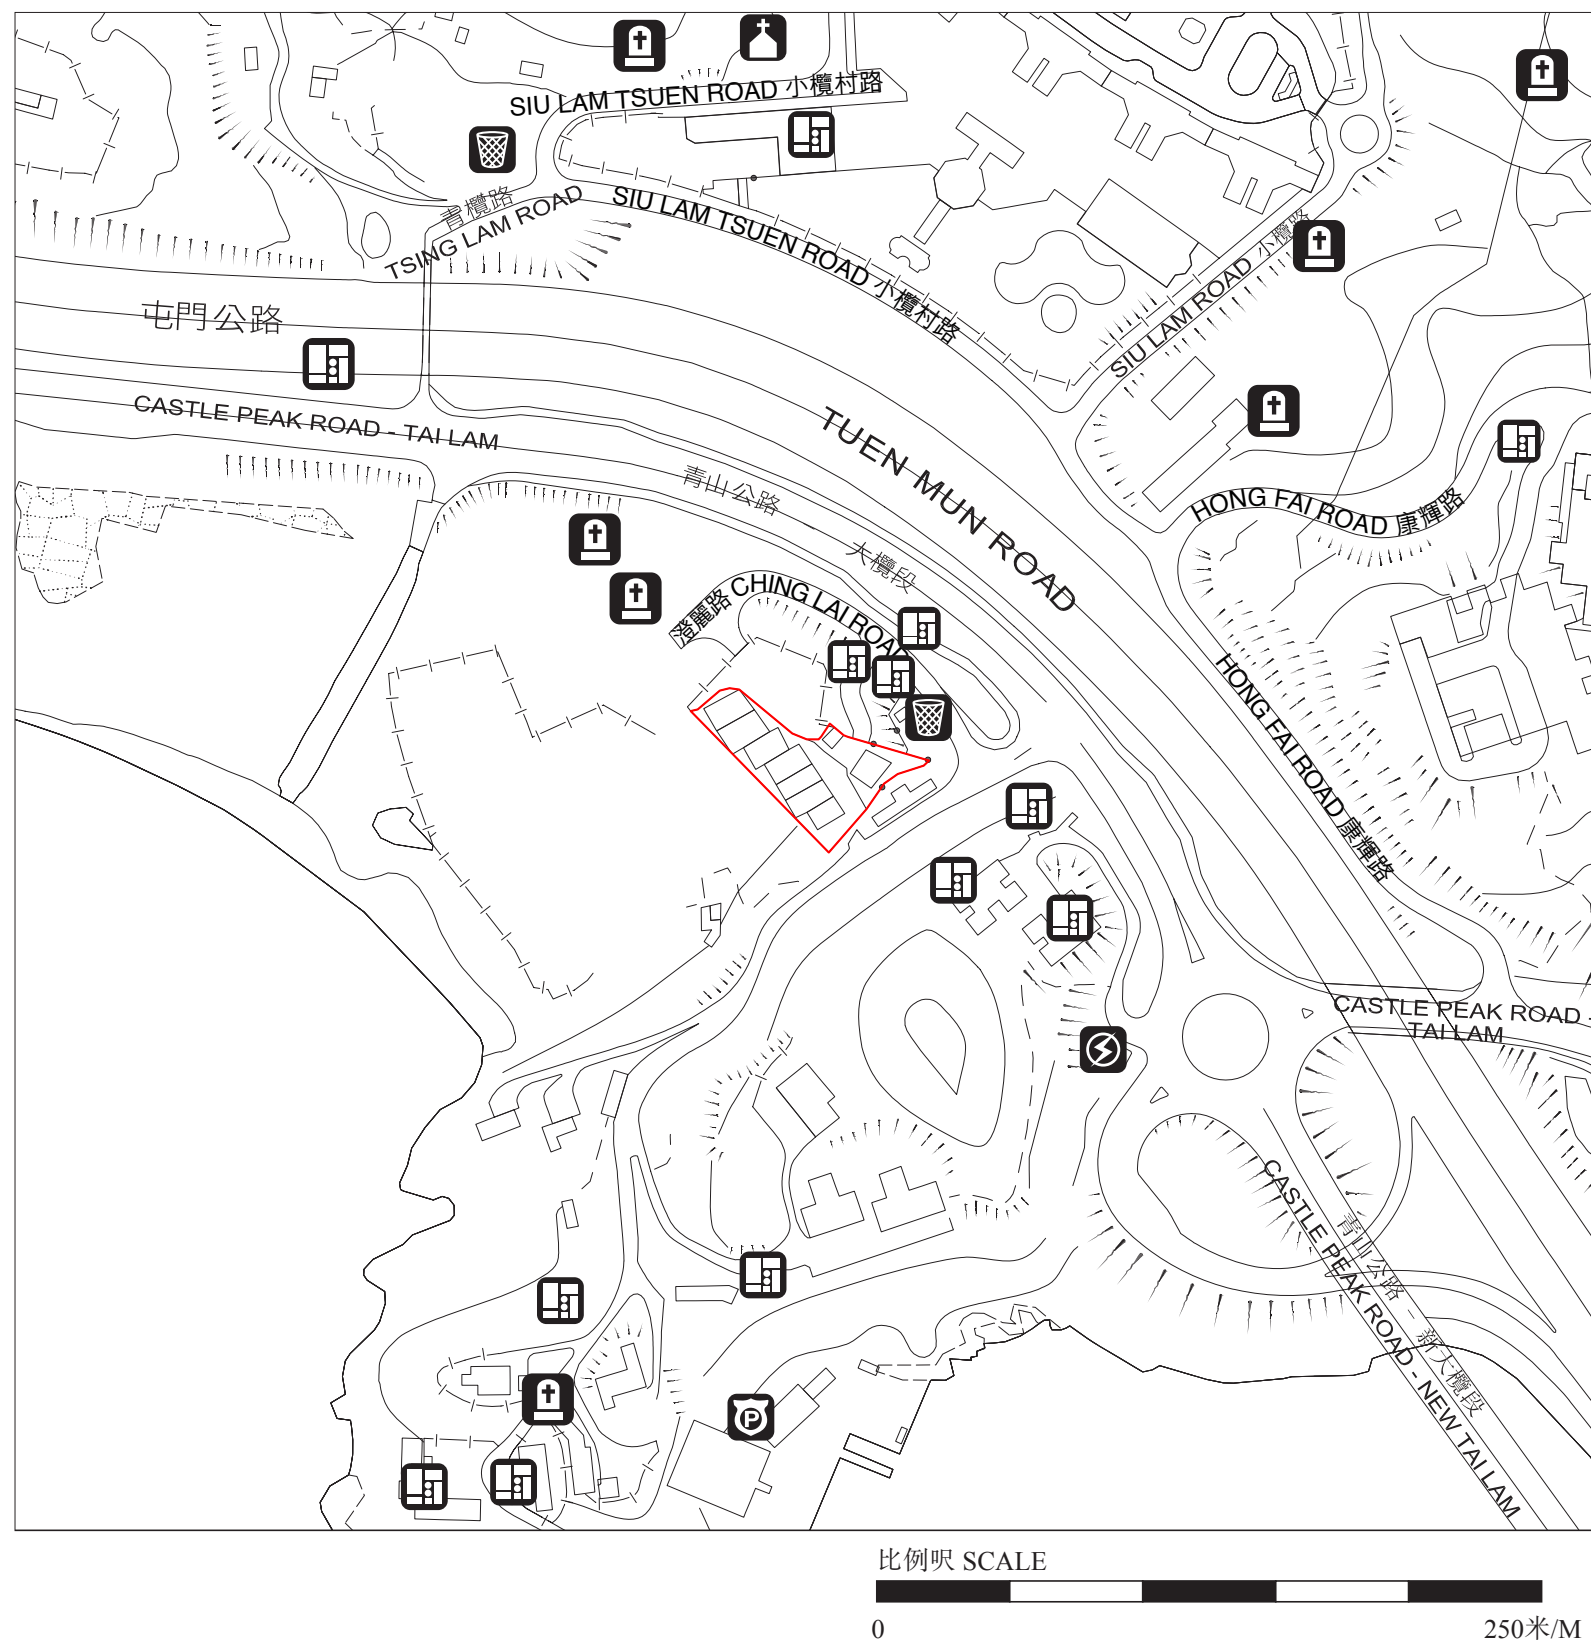 SIU LAM TSUEN ROAD 小欖村路
青欖路
TSING LAM ROAD
SIU LAM TSUEN ROAD 小欖村路
SIU LAM ROAD 小欖路
屯門公路
CASTLE PEAK ROAD - TAI LAM
TUEN MUN ROAD
青山公路
大欖段
HONG FAI ROAD 康輝路
澄麗路 CHING LAI ROAD
HONG FAI ROAD 康輝路
CASTLE PEAK ROAD -
TAI LAM
CASTLE PEAK ROAD - NEW TAI LAM
青山公路 - 新大欖段
P
比例呎 SCALE
0
250米/M